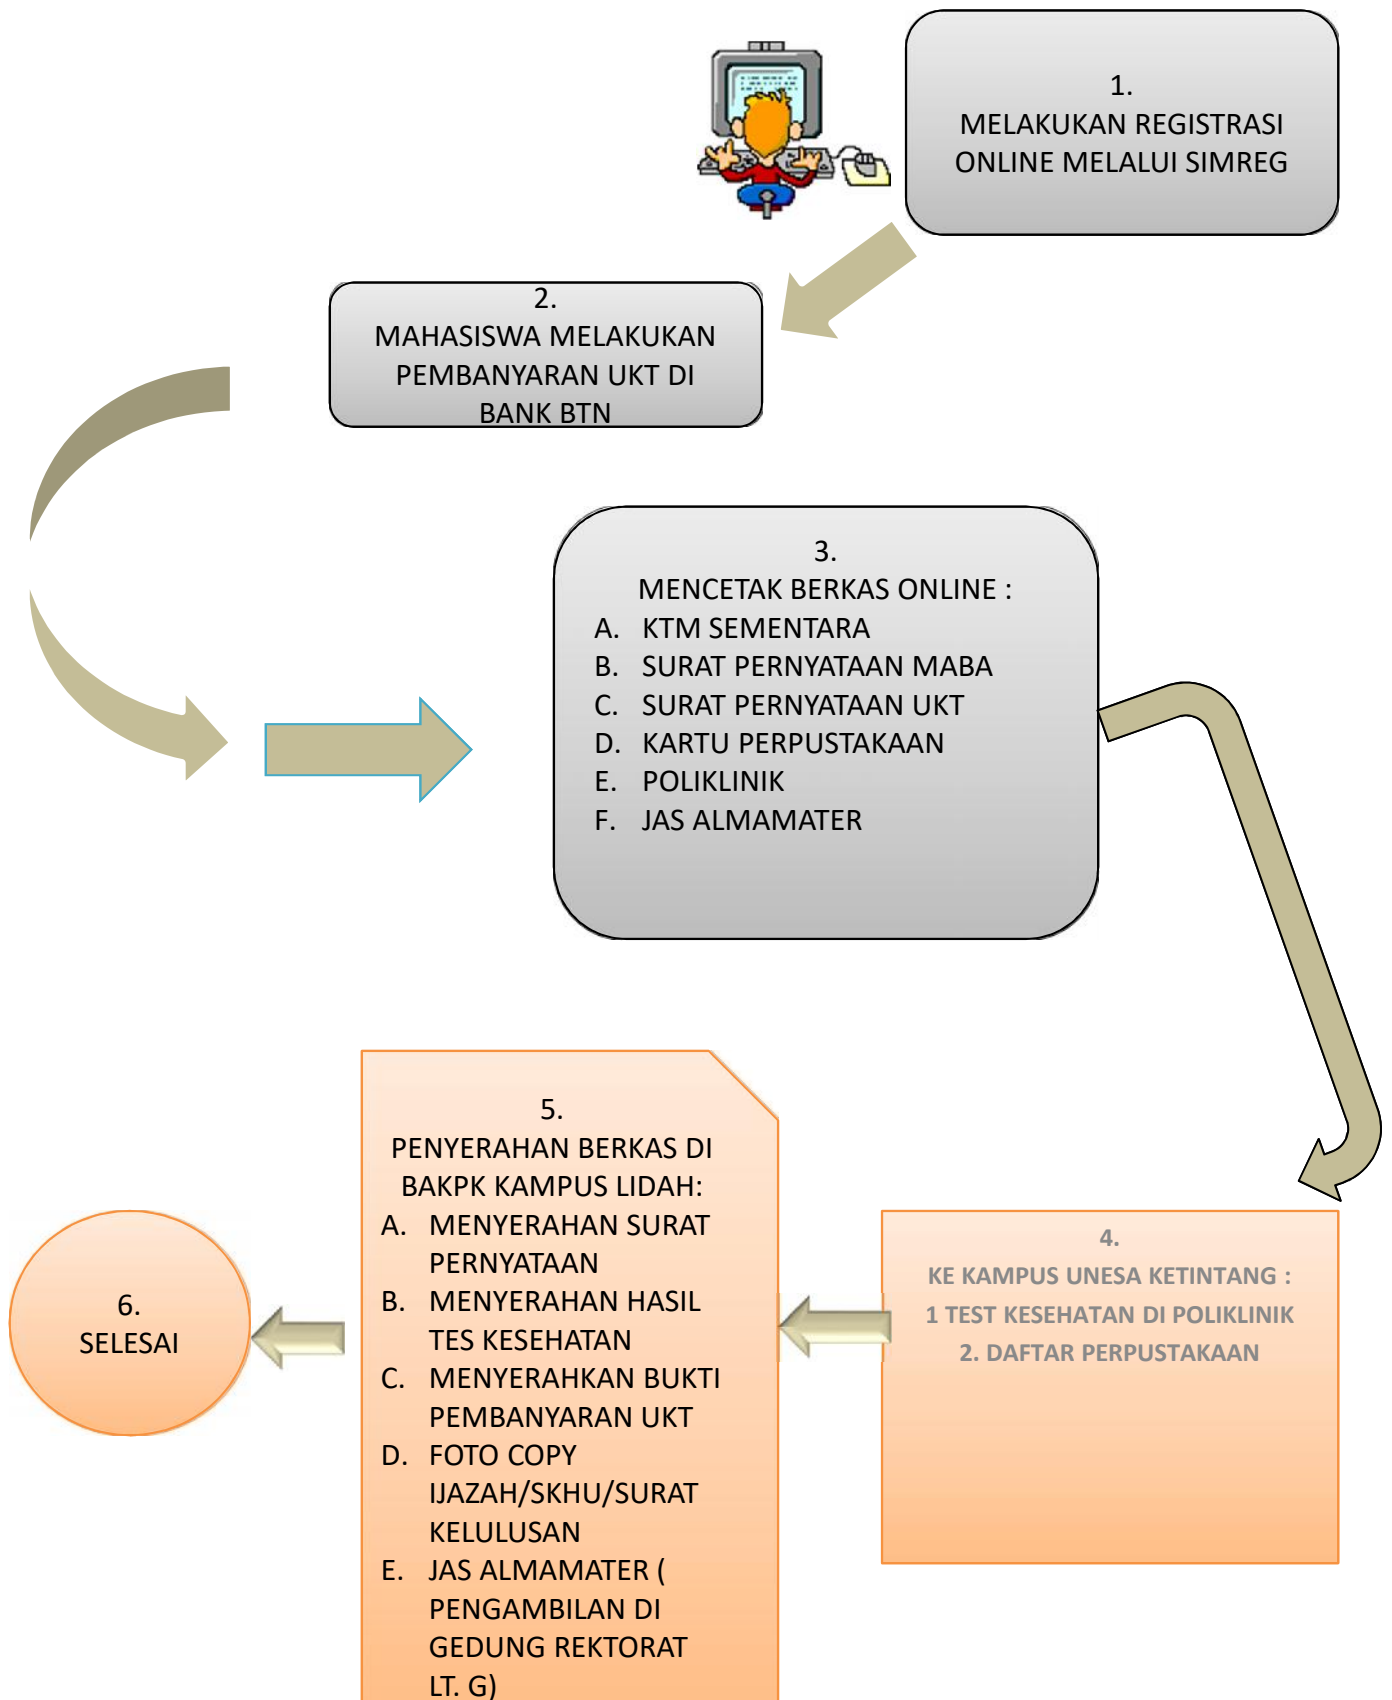 1.
MELAKUKAN REGISTRASI
ONLINE MELALUI SIMREG
2.
MAHASISWA MELAKUKAN
PEMBANYARAN UKT DI
BANK BTN
3.
MENCETAK BERKAS ONLINE :
A. KTM SEMENTARA
B. SURAT PERNYATAAN MABA
C. SURAT PERNYATAAN UKT
D. KARTU PERPUSTAKAAN
E. POLIKLINIK
F. JAS ALMAMATER
4.
KE KAMPUS UNESA KETINTANG :
1 TEST KESEHATAN DI POLIKLINIK
2. DAFTAR PERPUSTAKAAN
5.
PENYERAHAN BERKAS DI
BAKPK KAMPUS LIDAH:
A. MENYERAHAN SURAT
PERNYATAAN
B. MENYERAHAN HASIL
TES KESEHATAN
C. MENYERAHKAN BUKTI
PEMBANYARAN UKT
D. FOTO COPY
IJAZAH/SKHU/SURAT
KELULUSAN
E. JAS ALMAMATER (
PENGAMBILAN DI
GEDUNG REKTORAT
LT. G)
6.
SELESAI